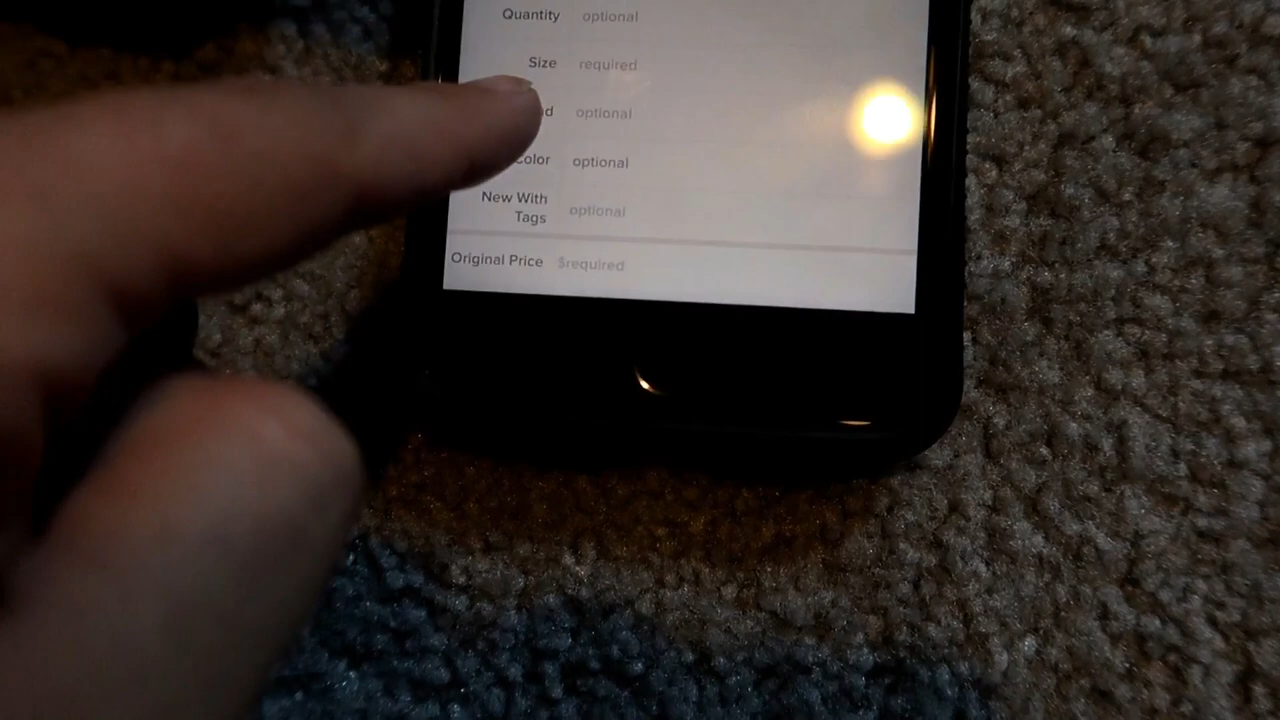 Quantity optional
Size required
optional
Color optional
New With
Tags optional
Original Price $required